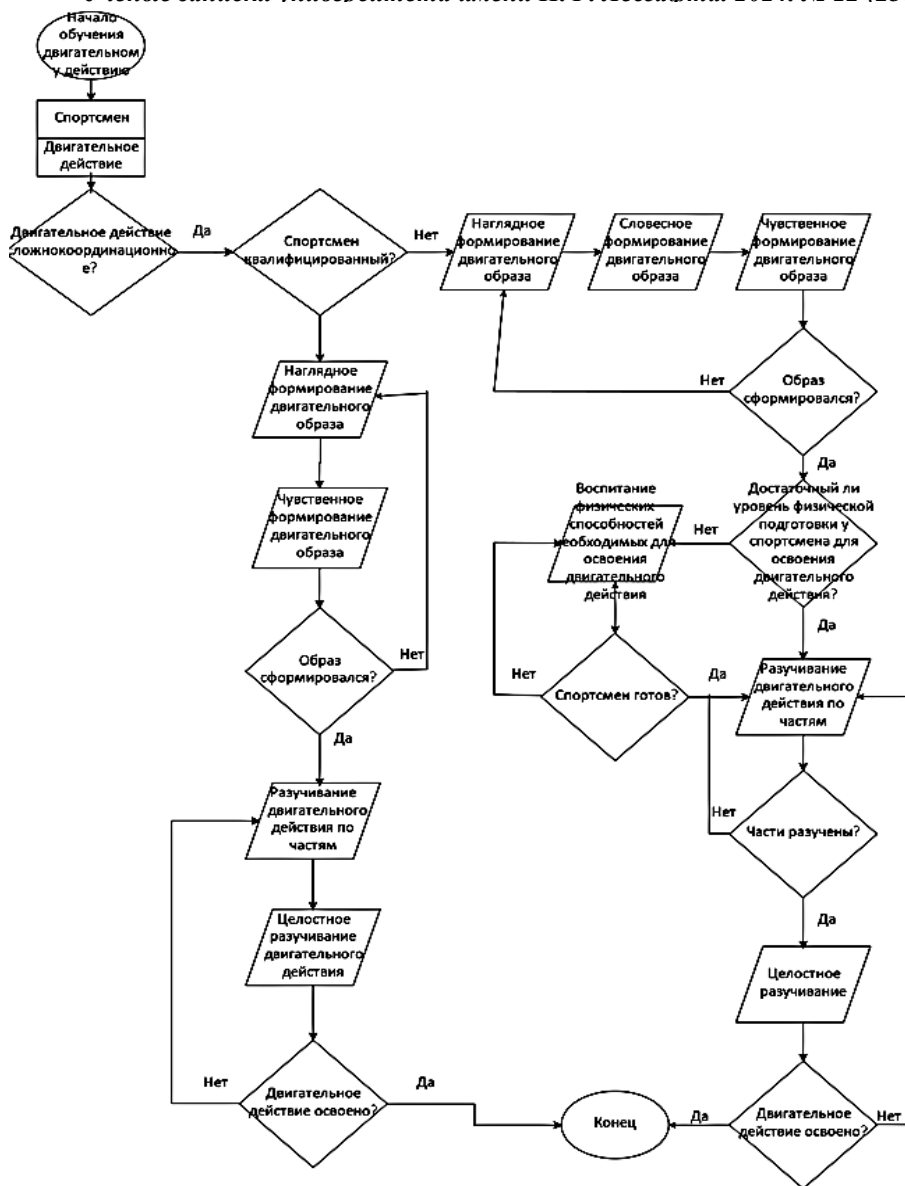 Начало
обучения
двигательном
у действию
Спортсмен
Двигательное
действие
Двигательное действие
ложнокоординационно
е?
Да
Спортсмен
квалифицированный?
Нет
Наглядное
формирование
двигательного
образа
Словесное
формирование
двигательного
образа
Чувственное
формирование
двигательного
образа
Нет
Образ
сформировался?
Да
Наглядное
формирование
двигательного
образа
Чувственное
формирование
двигательного
образа
Образ
сформировался?
Нет
Да
Воспитание
физических
способностей
необходимых для
освоения
двигательного
действия
Нет
Достаточный ли
уровень физической
подготовки у
спортсмена для
освоения
двигательного
действия?
Да
Нет
Спортсмен готов?
Да
Разучивание
двигательного
действия по
частям
Нет
Части разучены?
Да
Разучивание
двигательного
действия по
частям
Целостное
разучивание
двигательного
действия
Целостное
разучивание
Нет
Двигательное
действие освоено?
Да
Конец
Да
Двигательное
действие освоено?
Нет